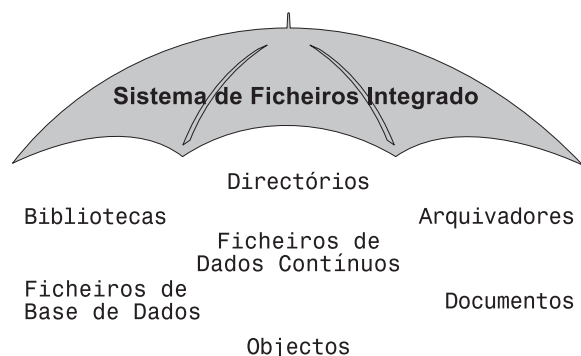 Sistema de Ficheiros Integrado
Directórios
Bibliotecas
Arquivadores
Ficheiros de
Dados Contínuos
Ficheiros de
Base de Dados
Documentos
Objectos